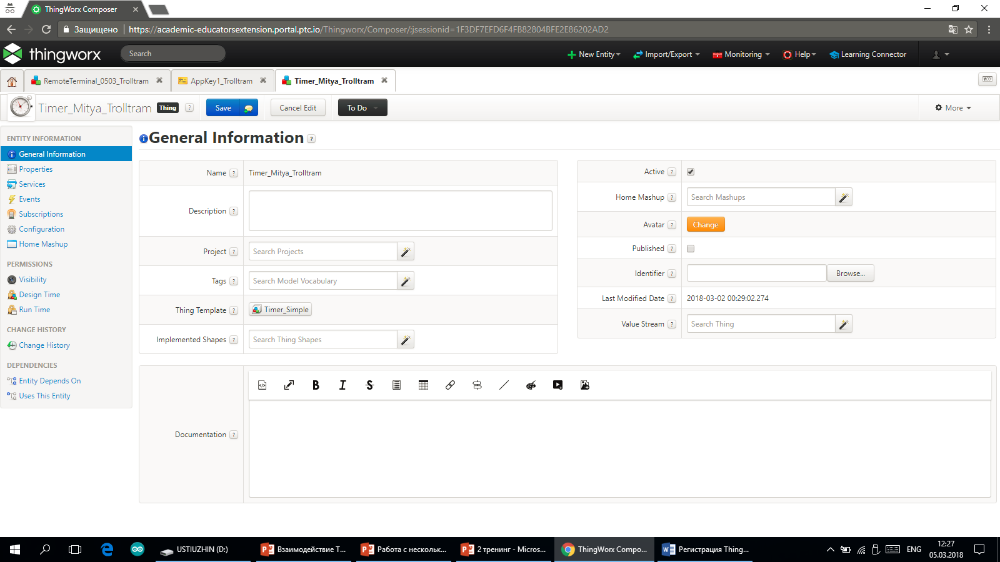 ThingWorx Composer
Защищено
https://academic-educatorsextension.portal.ptc.io/Thingworx/Composer/;jsessionid=1F3DF7EFD6F4FB82804BFE2E86202AD2
thingworx
Search
New Entity
Import/Export
Monitoring
Help
Learning Connector
RemoteTerminal_0503_Trolltram
AppKey1_Trolltram
Timer_Mitya_Trolltram
Timer_Mitya_Trolltram
Thing
?
Save
Cancel Edit
To Do
More
ENTITY INFORMATION
General Information
Properties
Services
Events
Subscriptions
Configuration
Home Mashup
PERMISSIONS
Visibility
Design Time
Run Time
CHANGE HISTORY
Change History
DEPENDENCIES
Entity Depends On
Uses This Entity
General Information ?
Name ? Timer_Mitya_Trolltram
Description ?
Project ? Search Projects
Tags ? Search Model Vocabulary
Thing Template ? Timer_Simple
Implemented Shapes ? Search Thing Shapes
Active ?
Home Mashup ? Search Mashups
Avatar ? Change
Published ?
Identifier ? Browse...
Last Modified Date ? 2018-03-02 00:29:02.274
Value Stream ? Search Thing
B I S
Documentation ?
USTIUZHIN (D:)
Взаимодействие Т...
Работа с нескольк...
2 тренинг - Micros...
ThingWorx Compo...
Регистрация Thing...
ENG
12:27
05.03.2018